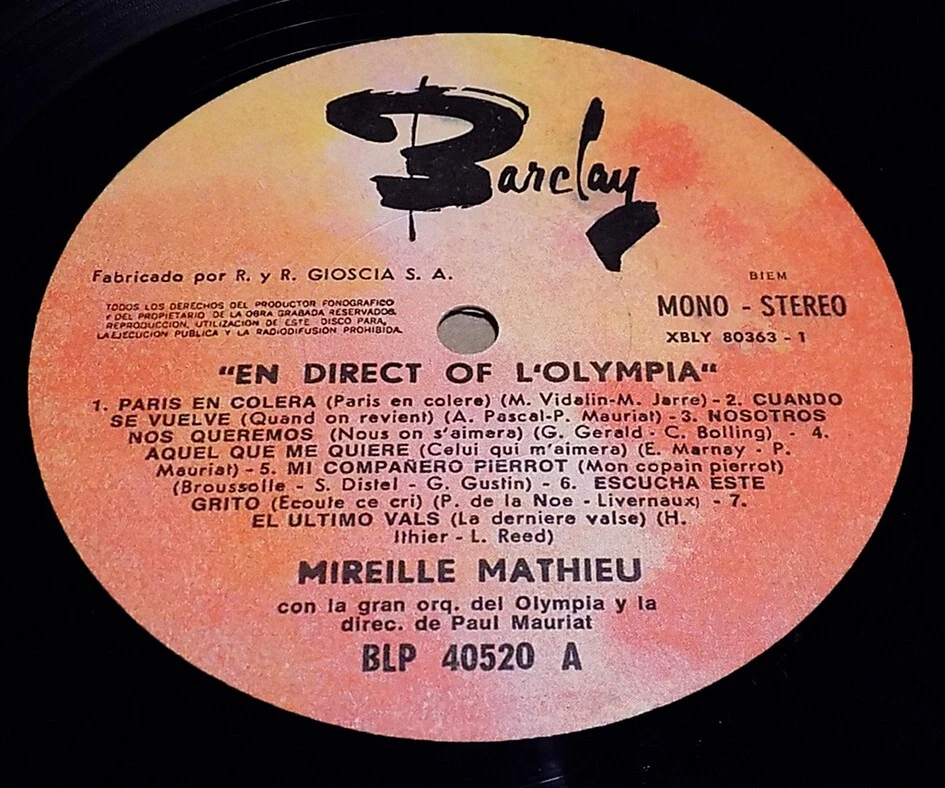 Barclay
Fabricado por R. y R. GIOSCIA S. A.
BIEM
TODOS LOS DERECHOS DEL PRODUCTOR FONOGRAFICO
Y DEL PROPIETARIO DE LA OBRA GRABADA RESERVADOS.
REPRODUCCION, UTILIZACION DE ESTE DISCO PARA,
LA EJECUCION PUBLICA Y LA RADIODIFUSION PROHIBIDA.
MONO - STEREO
XBLY 80363 - 1
"EN DIRECT OF L'OLYMPIA"
1. PARIS EN COLERA (Paris en colere) (M. Vidalin-M. Jarre) - 2. CUANDO
SE VUELVE (Quand on revient) (A. Pascal-P. Mauriat) - 3. NOSOTROS
NOS QUEREMOS (Nous on s'aimera) (G. Gerald - C. Bolling) - 4.
AQUEL QUE ME QUIERE (Celui qui m'aimera) (E. Marnay - P.
Mauriat) - 5. MI COMPAÑERO PIERROT (Mon copain pierrot)
(Broussolle - S. Distel - G. Gustin) - 6. ESCUCHA ESTE
GRITO (Ecoute ce cri) (P. de la Noe - Livernaux) - 7.
EL ULTIMO VALS (La derniere valse) (H.
Ithier - L. Reed)
MIREILLE MATHIEU
con la gran orq. del Olympia y la
direc. de Paul Mauriat
BLP 40520 A